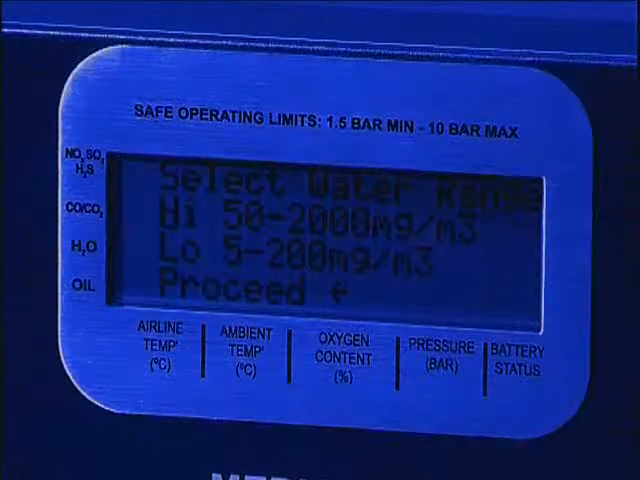 SAFE OPERATING LIMITS: 1.5 BAR MIN - 10 BAR MAX
Select Water Range
Hi 50-2000mg/m3
Lo 5-200mg/m3
Proceed ↵
H₂S
CO/CO₂
H₂O
OIL
AIRLINE TEMP' (ºC)
AMBIENT TEMP' (ºC)
OXYGEN CONTENT (%)
PRESSURE (BAR)
BATTERY STATUS